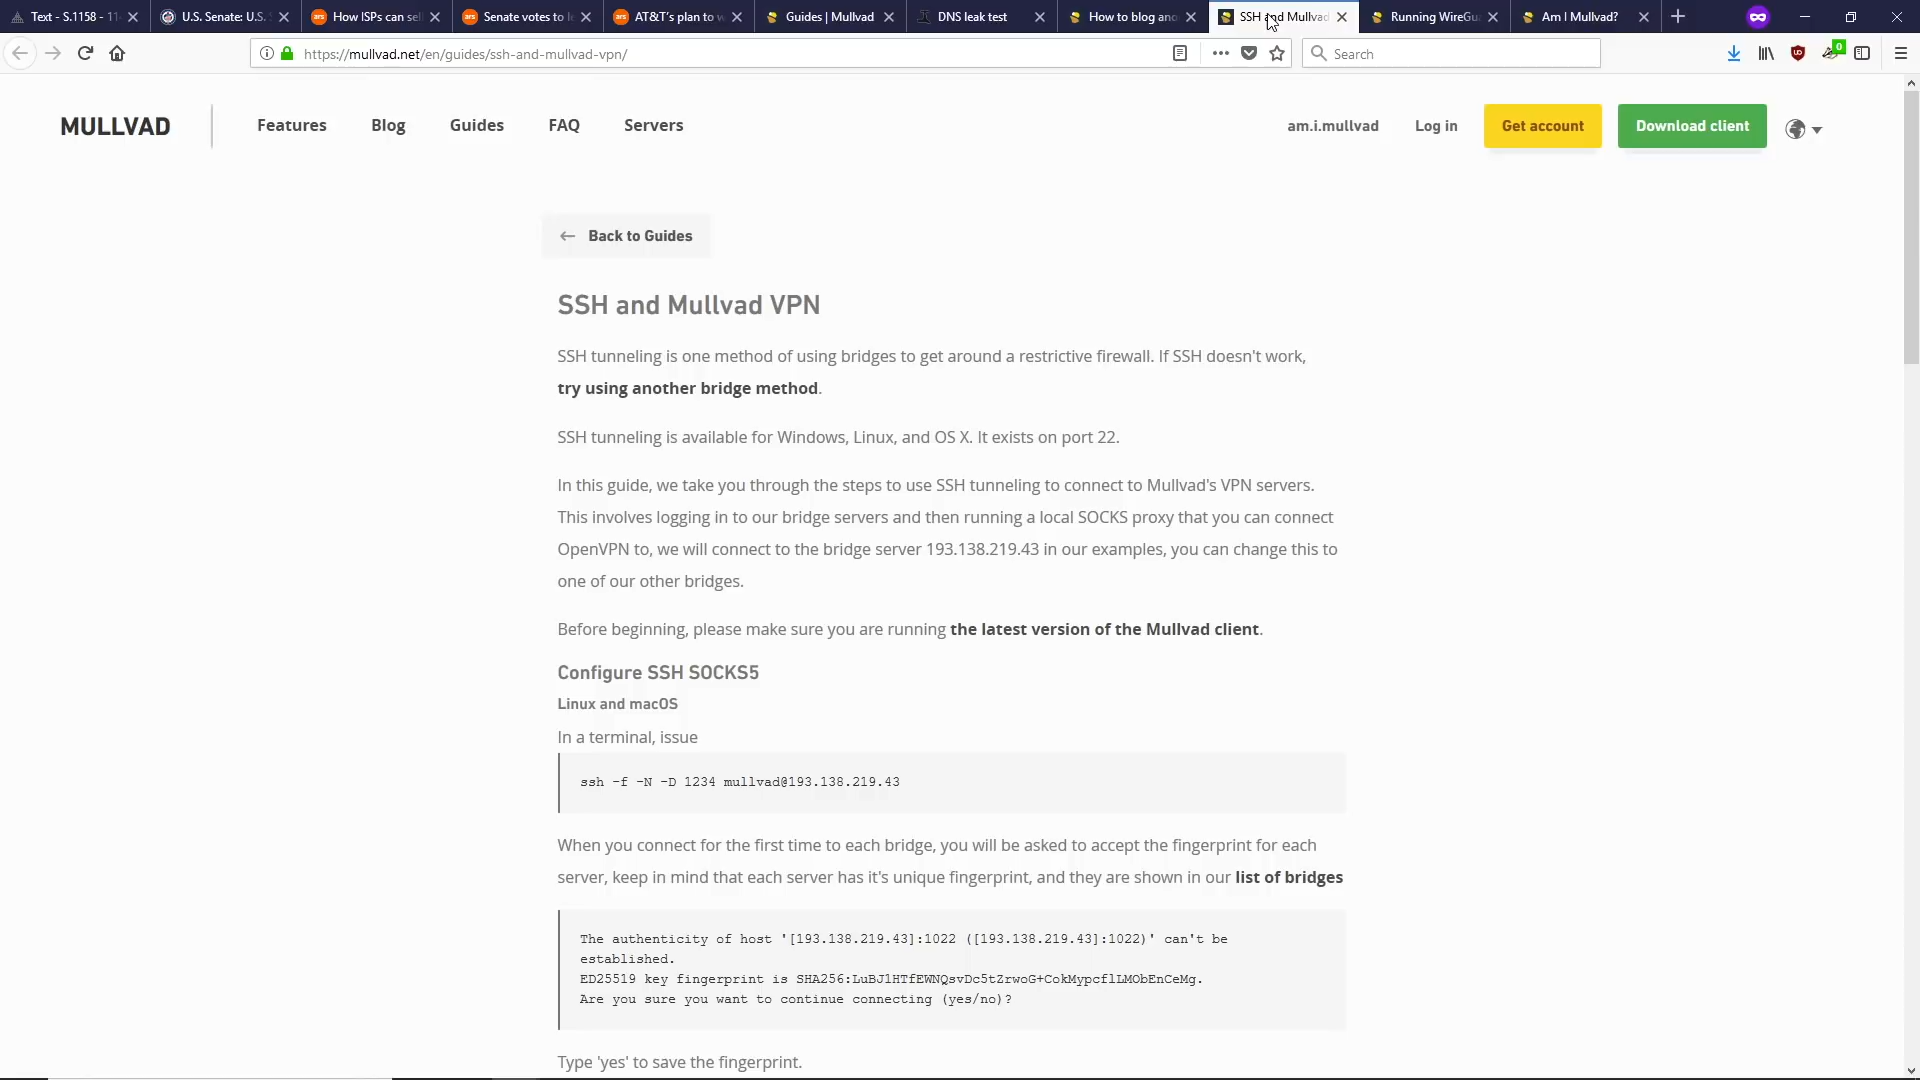 Text - S.1158 - 11
U.S. Senate: U.S.
How ISPs can sel
Senate votes to le
AT&T's plan to w
Guides | Mullvad
DNS leak test
How to blog ano
SSH and Mullvad
Running WireGua
Am I Mullvad?
https://mullvad.net/en/guides/ssh-and-mullvad-vpn/
Search
0
MULLVAD
Features
Blog
Guides
FAQ
Servers
am.i.mullvad
Log in
Get account
Download client
← Back to Guides
SSH and Mullvad VPN
SSH tunneling is one method of using bridges to get around a restrictive firewall. If SSH doesn't work,
try using another bridge method.
SSH tunneling is available for Windows, Linux, and OS X. It exists on port 22.
In this guide, we take you through the steps to use SSH tunneling to connect to Mullvad's VPN servers.
This involves logging in to our bridge servers and then running a local SOCKS proxy that you can connect
OpenVPN to, we will connect to the bridge server 193.138.219.43 in our examples, you can change this to
one of our other bridges.
Before beginning, please make sure you are running the latest version of the Mullvad client.
Configure SSH SOCKS5
Linux and macOS
In a terminal, issue
ssh -f -N -D 1234 mullvad@193.138.219.43
When you connect for the first time to each bridge, you will be asked to accept the fingerprint for each
server, keep in mind that each server has it's unique fingerprint, and they are shown in our list of bridges
The authenticity of host '[193.138.219.43]:1022 ([193.138.219.43]:1022)' can't be
established.
ED25519 key fingerprint is SHA256:LuBJlHTfEWNQsvDc5tZrwoG+CokMypcflLMObEnCeMg.
Are you sure you want to continue connecting (yes/no)?
Type 'yes' to save the fingerprint.